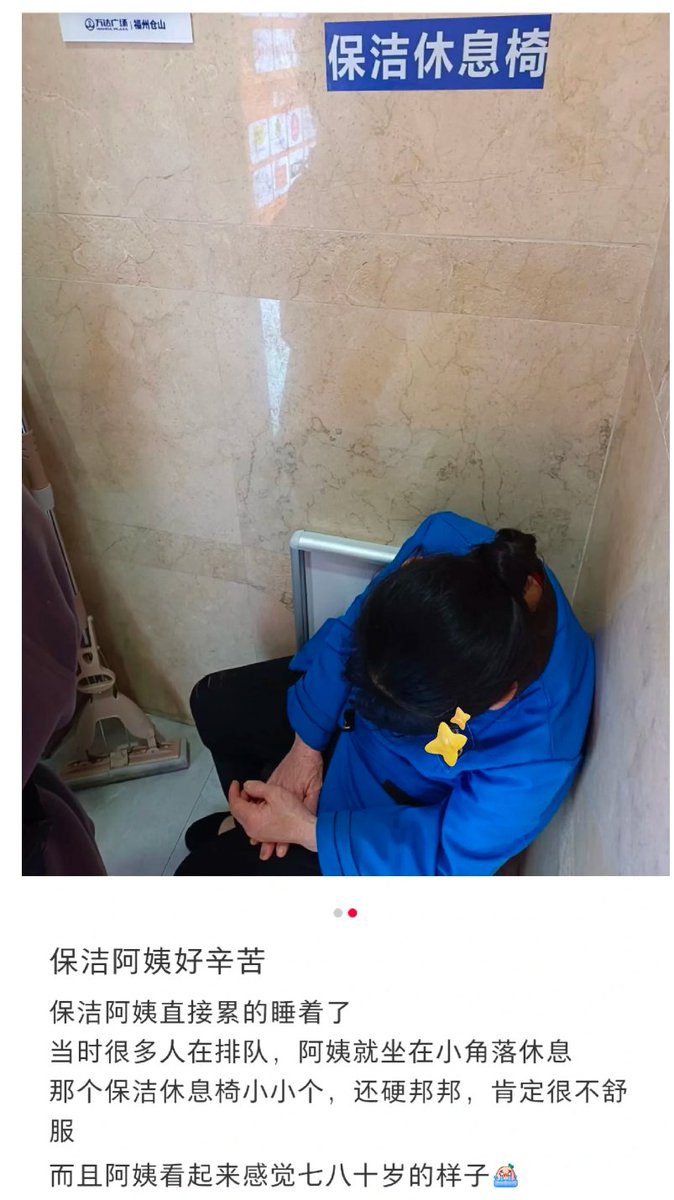 万达广场 福州仓山
保洁休息椅
保洁阿姨好辛苦
保洁阿姨直接累的睡着了
当时很多人在排队，阿姨就坐在小角落休息
那个保洁休息椅小小个，还硬邦邦，肯定很不舒
服
而且阿姨看起来感觉七八十岁的样子